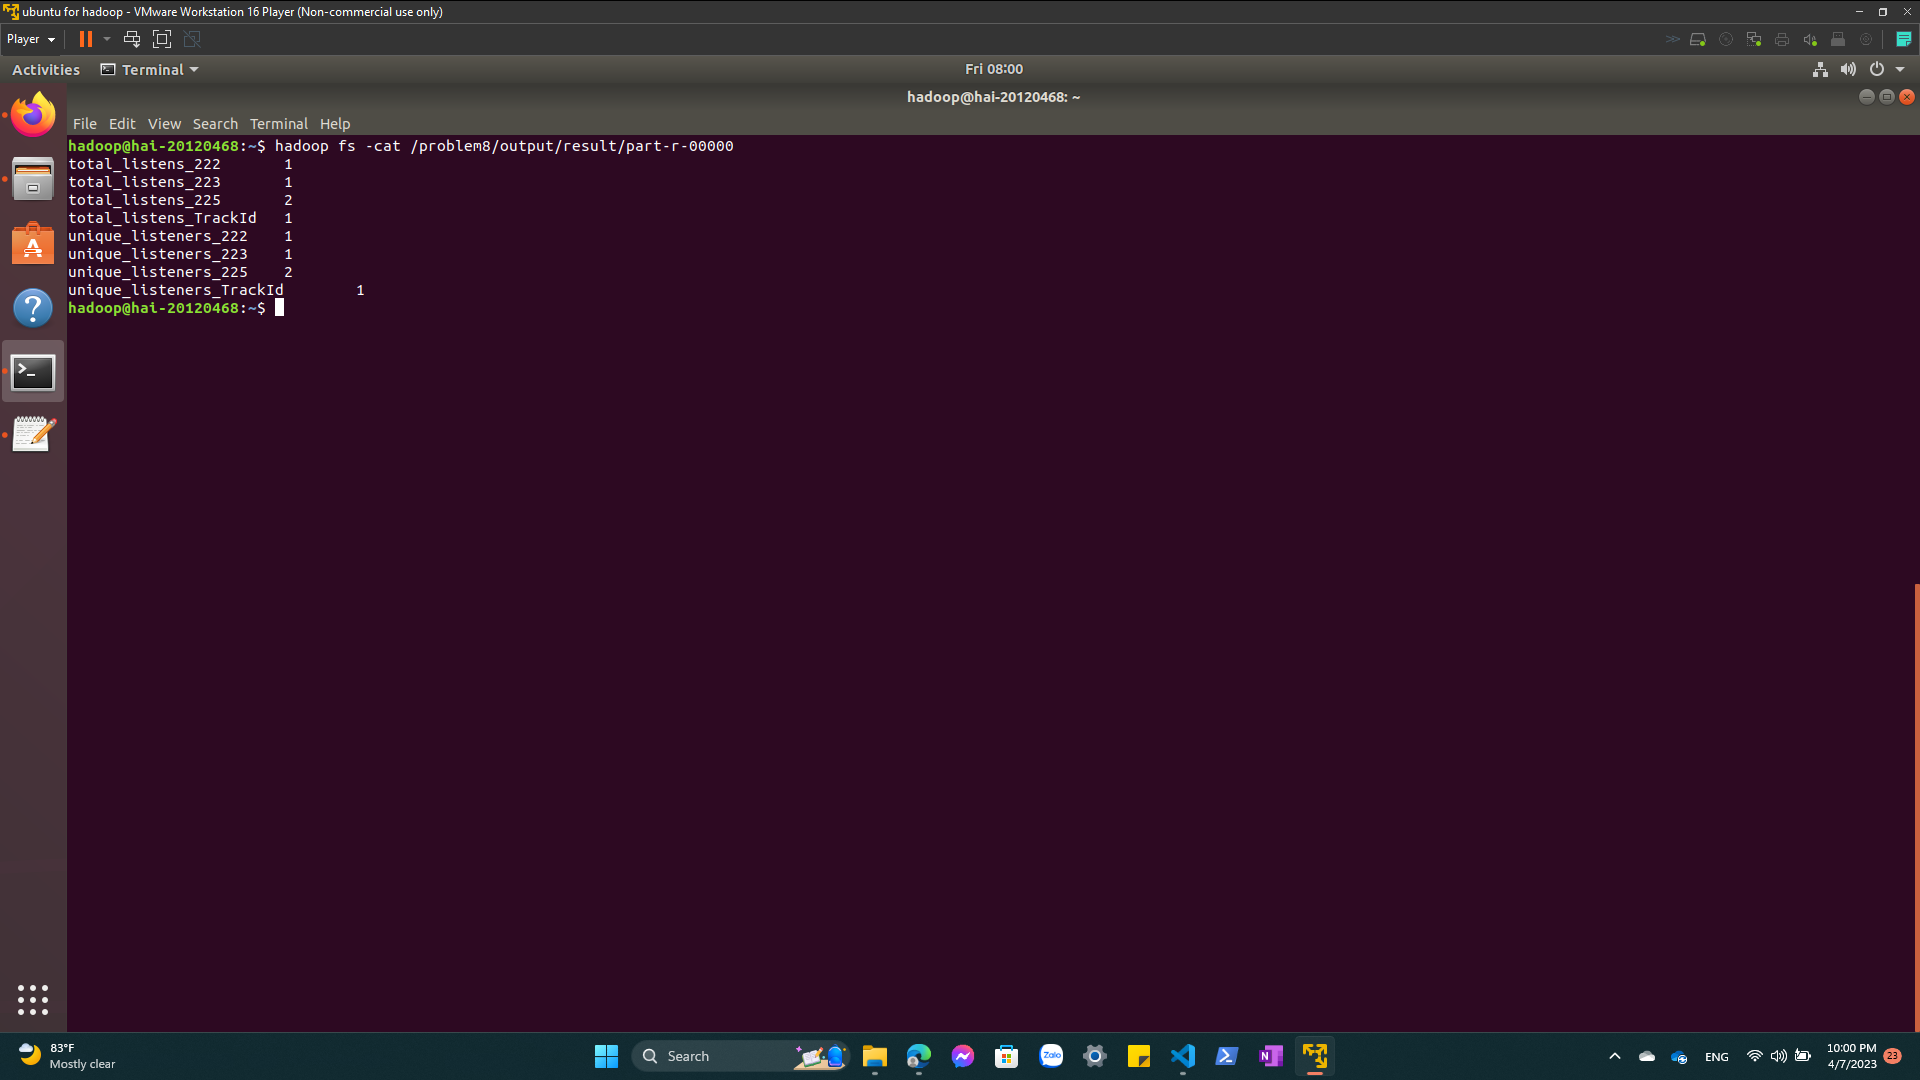 ubuntu for hadoop - VMware Workstation 16 Player (Non-commercial use only)
Player
Activities
Terminal
Fri 08:00
hadoop@hai-20120468: ~
File Edit View Search Terminal Help
hadoop@hai-20120468:~$ hadoop fs -cat /problem8/output/result/part-r-00000
total_listens_222 1
total_listens_223 1
total_listens_225 2
total_listens_TrackId 1
unique_listeners_222 1
unique_listeners_223 1
unique_listeners_225 2
unique_listeners_TrackId 1
hadoop@hai-20120468:~$
83°F
Mostly clear
Search
Zalo
N
ENG
10:00 PM
4/7/2023
23